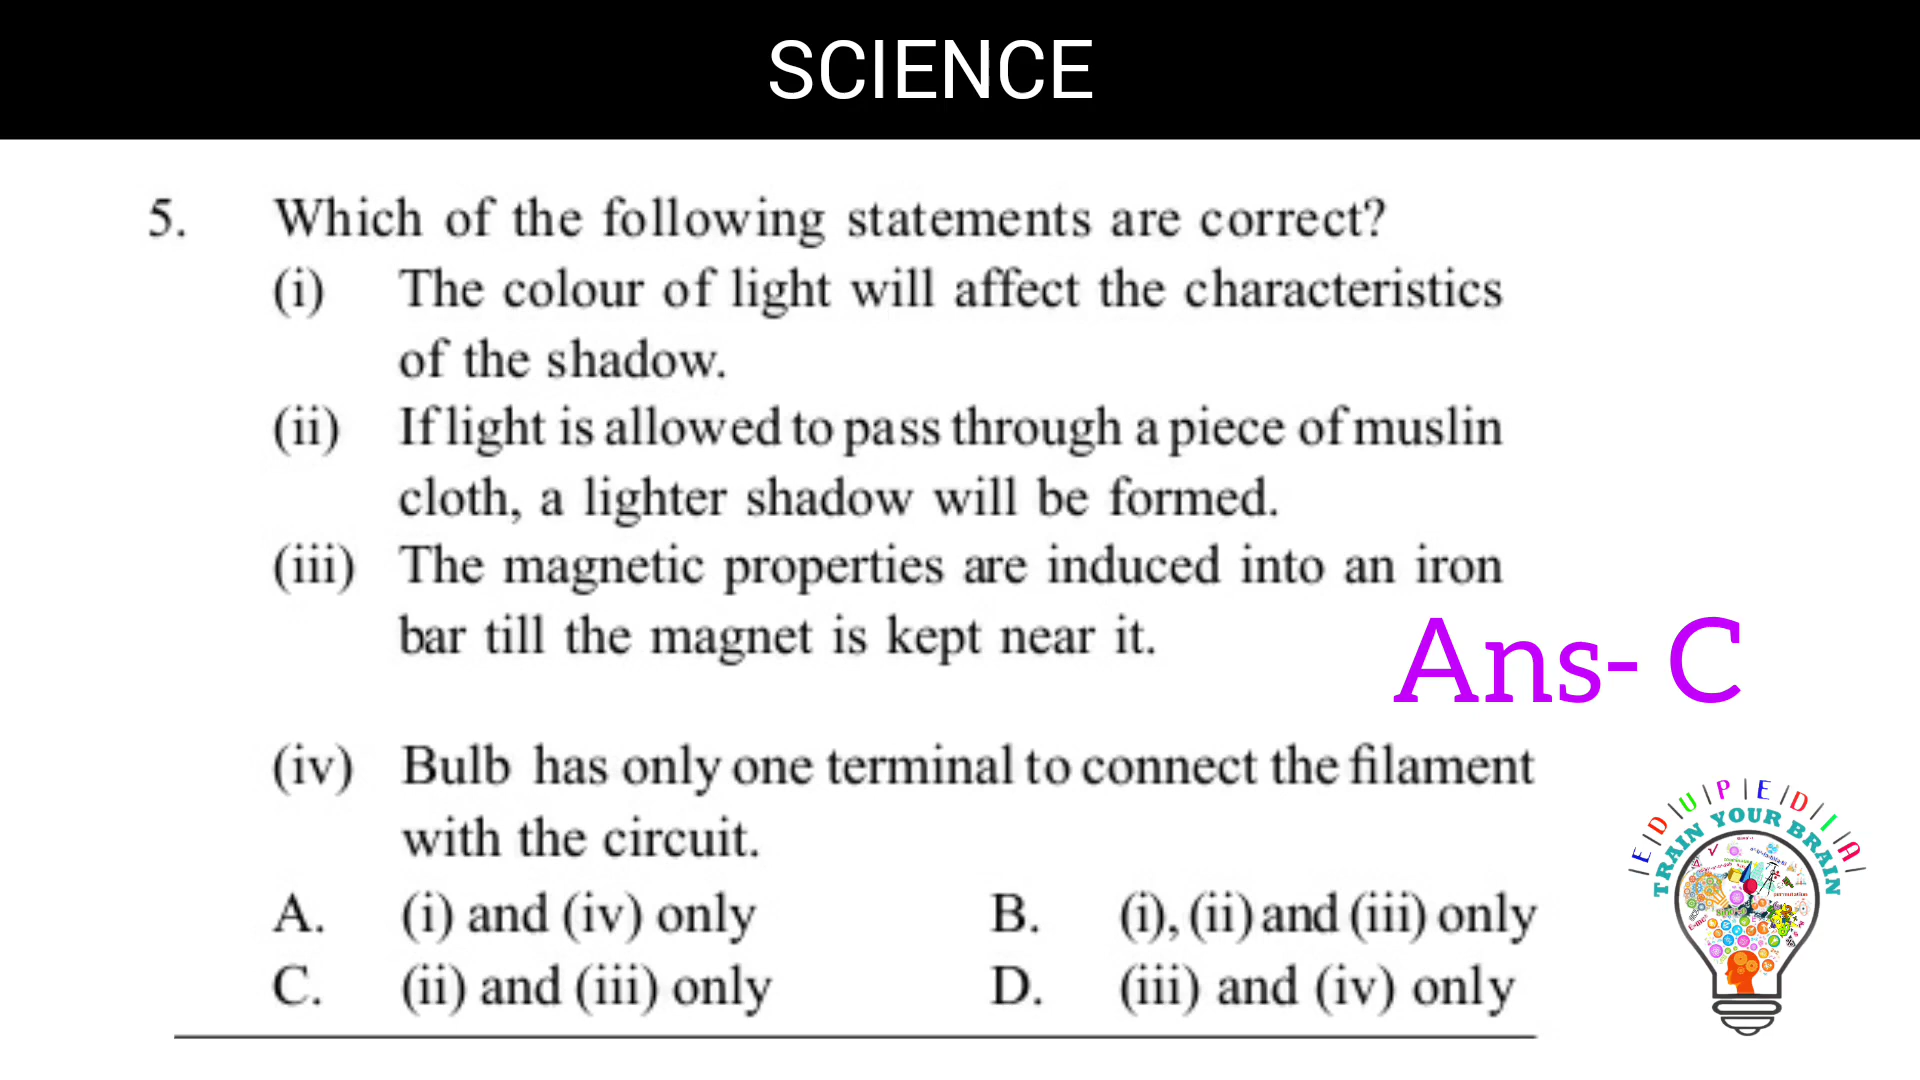 SCIENCE
5. Which of the following statements are correct?
(i) The colour of light will affect the characteristics
of the shadow.
(ii) If light is allowed to pass through a piece of muslin
cloth, a lighter shadow will be formed.
(iii) The magnetic properties are induced into an iron
bar till the magnet is kept near it.
Ans- C
(iv) Bulb has only one terminal to connect the filament
with the circuit.
A. (i) and (iv) only B. (i), (ii) and (iii) only
C. (ii) and (iii) only D. (iii) and (iv) only
|E|D|U|P|E|D|I|A|
TRAIN YOUR BRAIN